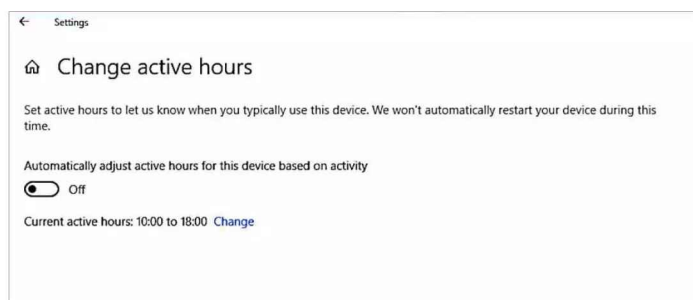 Settings
Change active hours
Set active hours to let us know when you typically use this device. We won't automatically restart your device during this
time.
Automatically adjust active hours for this device based on activity
Off
Current active hours: 10:00 to 18:00 Change